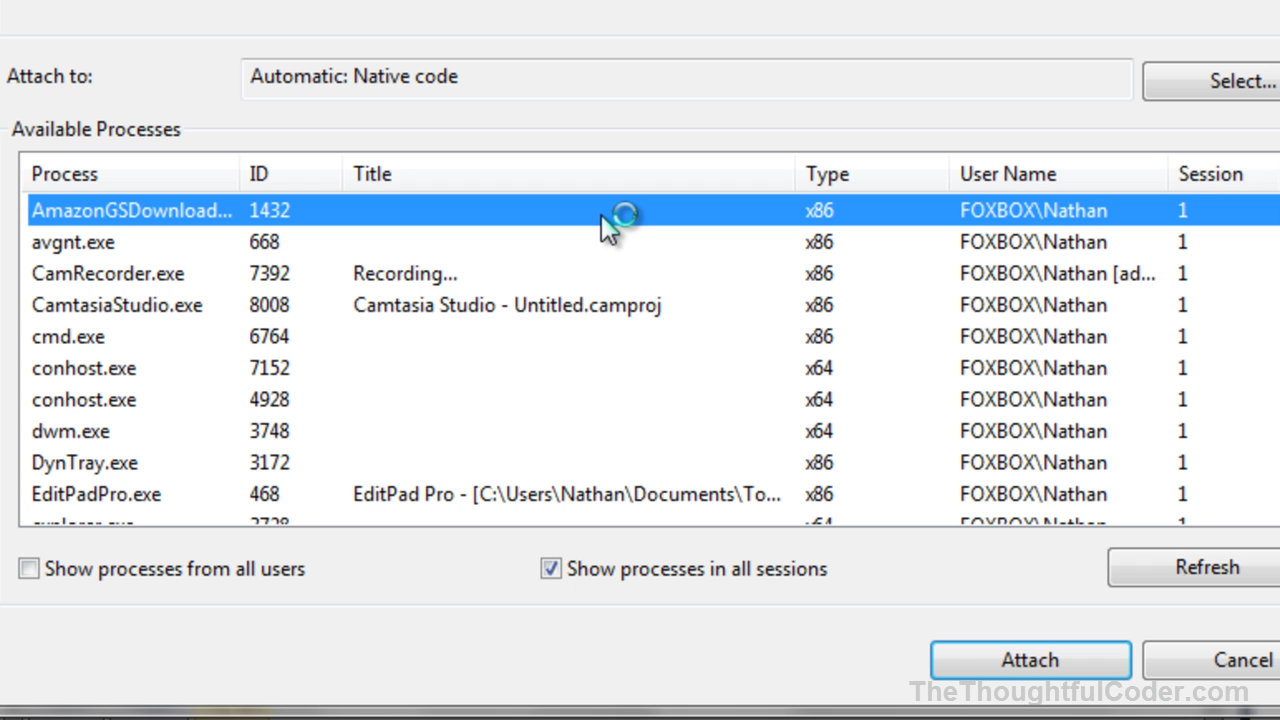 Attach to: Automatic: Native code Select...
Available Processes
Process ID Title Type User Name Session
AmazonGSDownload... 1432 x86 FOXBOX\Nathan 1
avgnt.exe 668 x86 FOXBOX\Nathan 1
CamRecorder.exe 7392 Recording... x86 FOXBOX\Nathan [ad... 1
CamtasiaStudio.exe 8008 Camtasia Studio - Untitled.camproj x86 FOXBOX\Nathan 1
cmd.exe 6764 x86 FOXBOX\Nathan 1
conhost.exe 7152 x64 FOXBOX\Nathan 1
conhost.exe 4928 x64 FOXBOX\Nathan 1
dwm.exe 3748 x64 FOXBOX\Nathan 1
DynTray.exe 3172 x86 FOXBOX\Nathan 1
EditPadPro.exe 468 EditPad Pro - [C:\Users\Nathan\Documents\To... x86 FOXBOX\Nathan 1
Show processes from all users Show processes in all sessions Refresh
Attach Cancel
TheThoughtfulCoder.com